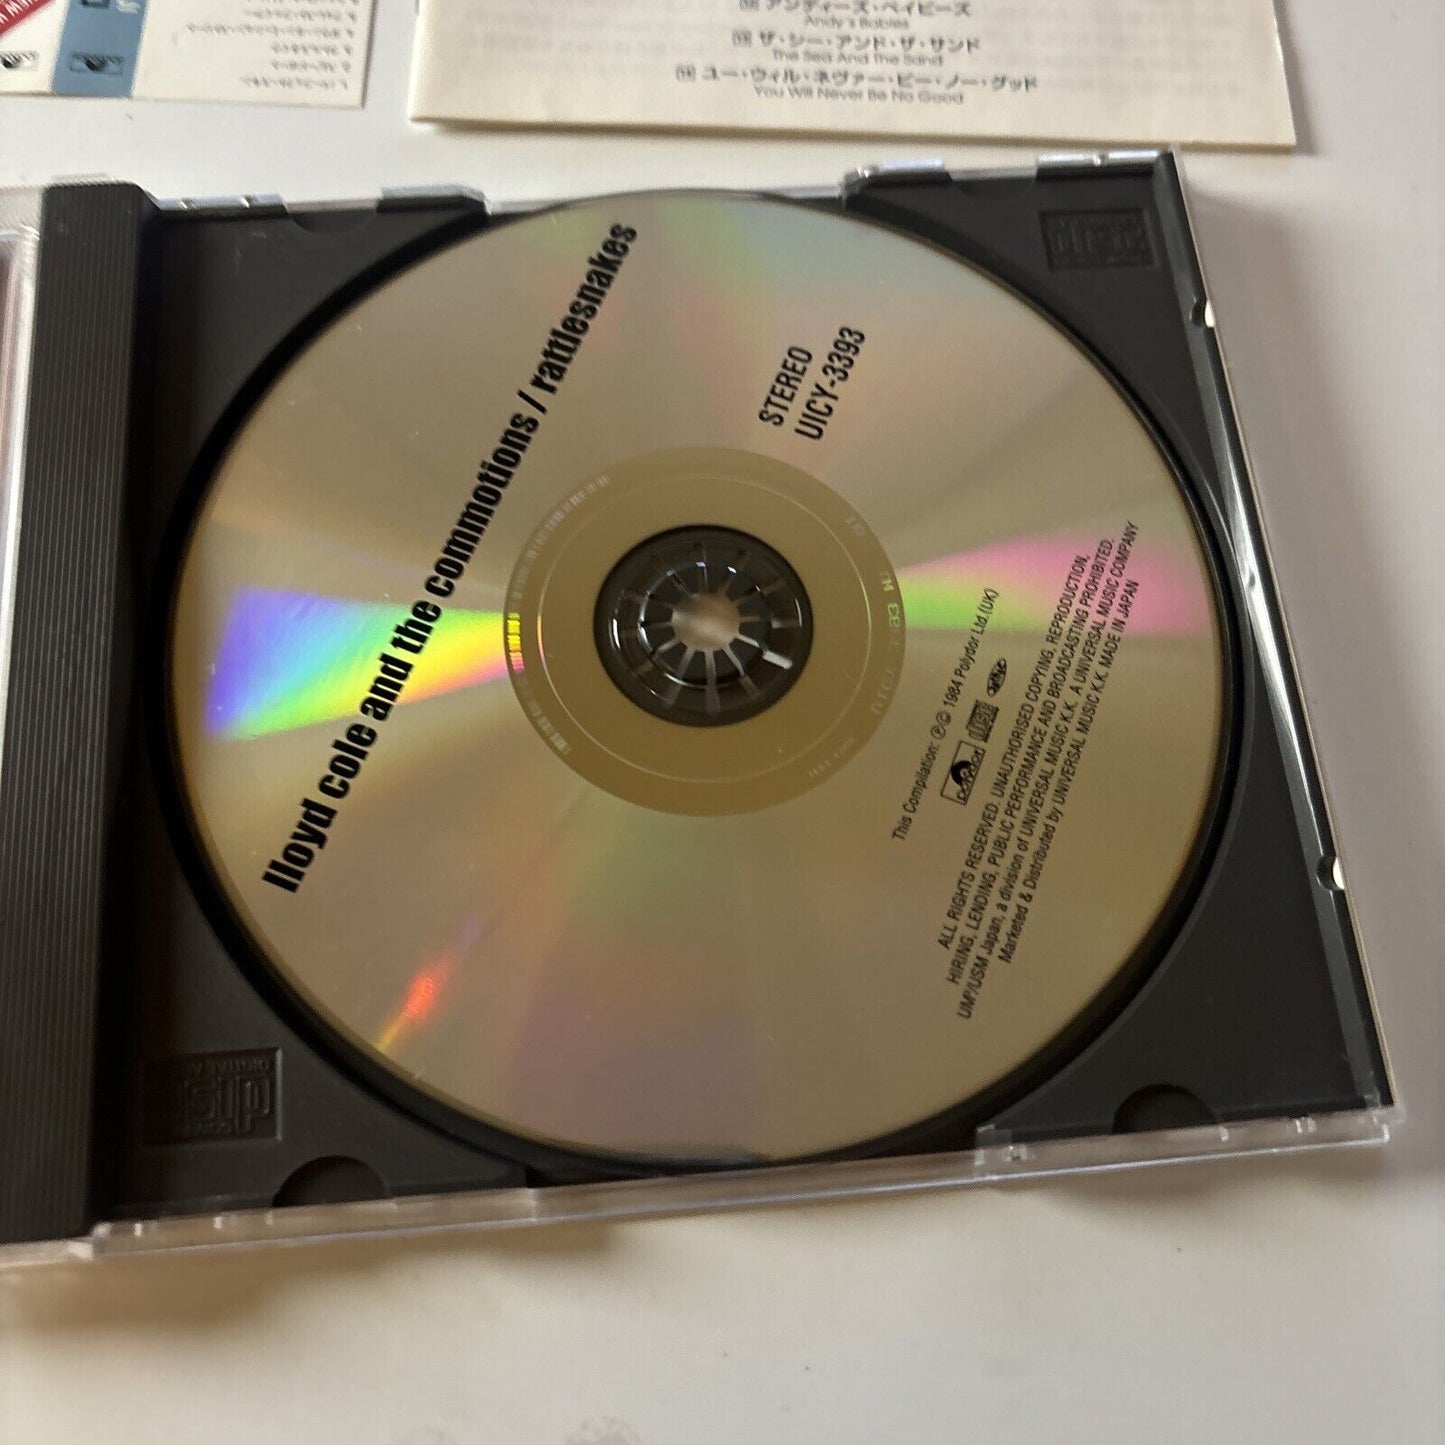 アンディーズ・ベイビーズ
Andy's Babies
ザ・シー・アンド・ザ・サンド
The Sea And The Sand
ユー・ウィル・ネヴァー・ビー・ノー・グッド
You Will Never Be No Good
lloyd cole and the commotions / rattlesnakes
STEREO
UICY-3393
This Compilation: ℗© 1984 Polydor Ltd.(UK)
Polydor
ALL RIGHTS RESERVED. UNAUTHORISED COPYING, REPRODUCTION,
HIRING, LENDING, PUBLIC PERFORMANCE AND BROADCASTING PROHIBITED.
UM³/USM Japan, a division of UNIVERSAL MUSIC K.K. A UNIVERSAL MUSIC COMPANY
Marketed & Distributed by UNIVERSAL MUSIC K.K. MADE IN JAPAN